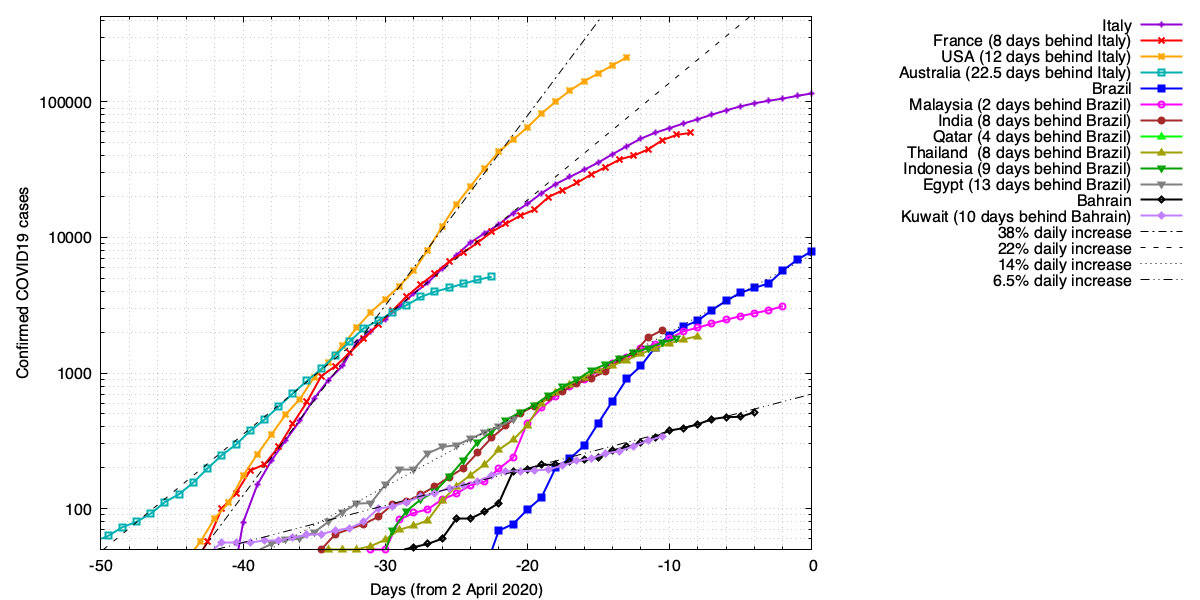 Italy
France (8 days behind Italy)
USA (12 days behind Italy)
Australia (22.5 days behind Italy)
Brazil
Malaysia (2 days behind Brazil)
India (8 days behind Brazil)
Qatar (4 days behind Brazil)
Thailand  (8 days behind Brazil)
Indonesia (9 days behind Brazil)
Egypt (13 days behind Brazil)
Bahrain
Kuwait (10 days behind Bahrain)
38% daily increase
22% daily increase
14% daily increase
6.5% daily increase
Confirmed COVID19 cases
100000
10000
1000
100
-50 -40 -30 -20 -10 0
Days (from 2 April 2020)